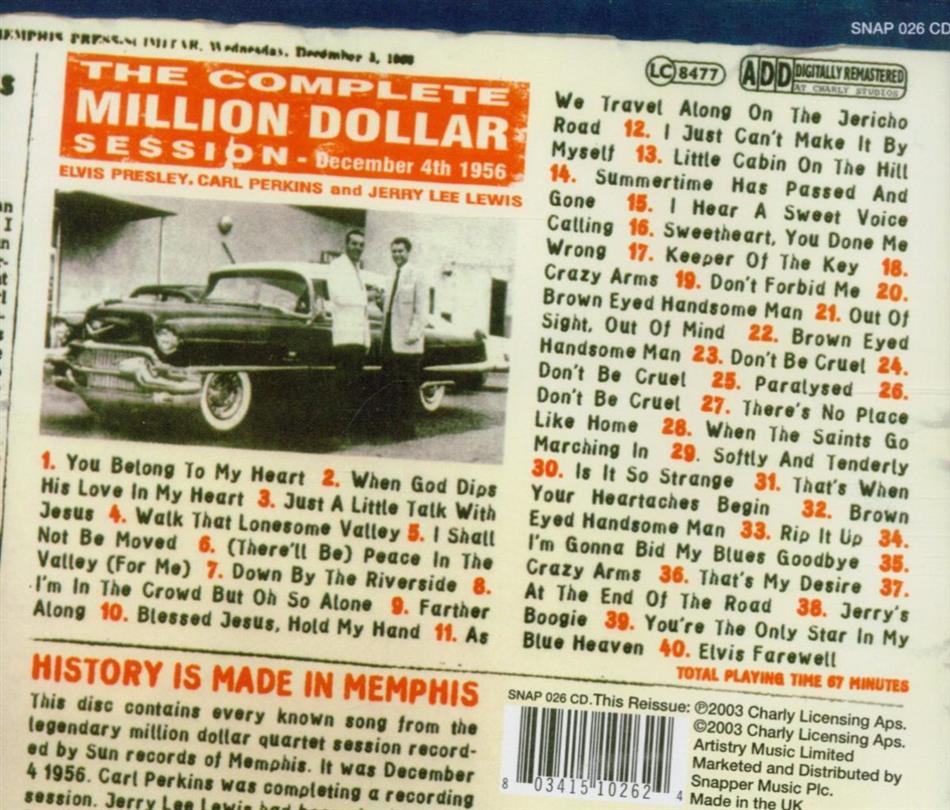 SNAP 026 CD
MEMPHIS PRESS-SCIMITAR, Wednesday, December
THE COMPLETE
MILLION DOLLAR
SE$SION - December 4th 1956
ELVIS PRESLEY, CARL PERKINS and JERRY LEE LEWIS
1. You Belong To My Heart 2. When God Dips
His Love In My Heart 3. Just A Little Talk With
Jesus 4. Walk That Lonesome Valley 5. I Shall
Not Be Moved 6. (There'll Be) Peace In The
Valley (For Me) 7. Down By The Riverside 8.
I'm In The Crowd But Oh So Alone 9. Farther
Along 10. Blessed Jesus, Hold My Hand 11. As
LC 8477
ADD DIGITALLY REMASTERED
AT CHARLY STUDIOS
We Travel Along On The Jericho
Road 12. I Just Can't Make It By
Myself 13. Little Cabin On The Hill
14. Summertime Has Passed And
Gone 15. I Hear A Sweet Voice
Calling 16. Sweetheart, You Done Me
Wrong 17. Keeper Of The Key 18.
Crazy Arms 19. Don't Forbid Me 20.
Brown Eyed Handsome Man 21. Out Of
Sight, Out Of Mind 22. Brown Eyed
Handsome Man 23. Don't Be Cruel 24.
Don't Be Cruel 25. Paralysed 26.
Don't Be Cruel 27. There's No Place
Like Home 28. When The Saints Go
Marching In 29. Softly And Tenderly
30. Is It So Strange 31. That's When
Your Heartaches Begin 32. Brown
Eyed Handsome Man 33. Rip It Up 34.
I'm Gonna Bid My Blues Goodbye 35.
Crazy Arms 36. That's My Desire 37.
At The End Of The Road 38. Jerry's
Boogie 39. You're The Only Star In My
Blue Heaven 40. Elvis Farewell
TOTAL PLAYING TIME 67 MINUTES
HISTORY IS MADE IN MEMPHIS
This disc contains every known song from the
legendary million dollar quartet session record-
ed by Sun records of Memphis. It was December
4 1956. Carl Perkins was completing a recording
session. Jerry Lee Lewis had
SNAP 026 CD. This Reissue: ℗2003 Charly Licensing Aps.
©2003 Charly Licensing Aps.
Artistry Music Limited
Marketed and Distributed by
Snapper Music Plc.
Made in the UK
8 03415 10262 4